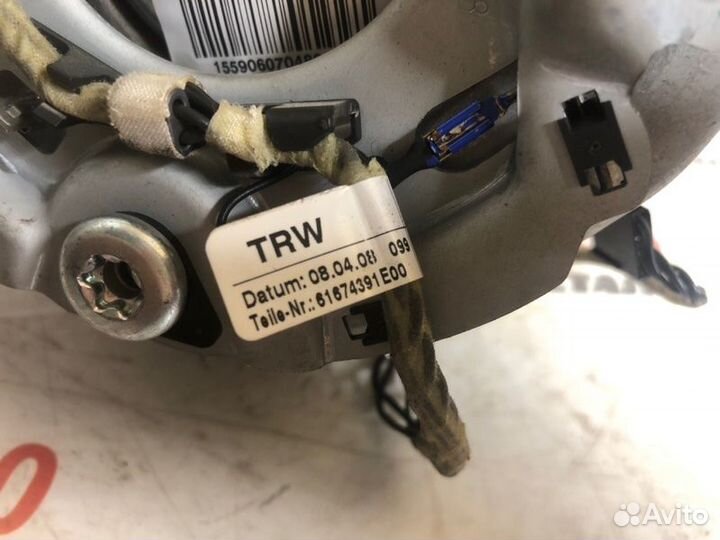 TRW
Datum: 08.04.08 099
Teile-Nr.: 61674391E00
Avito